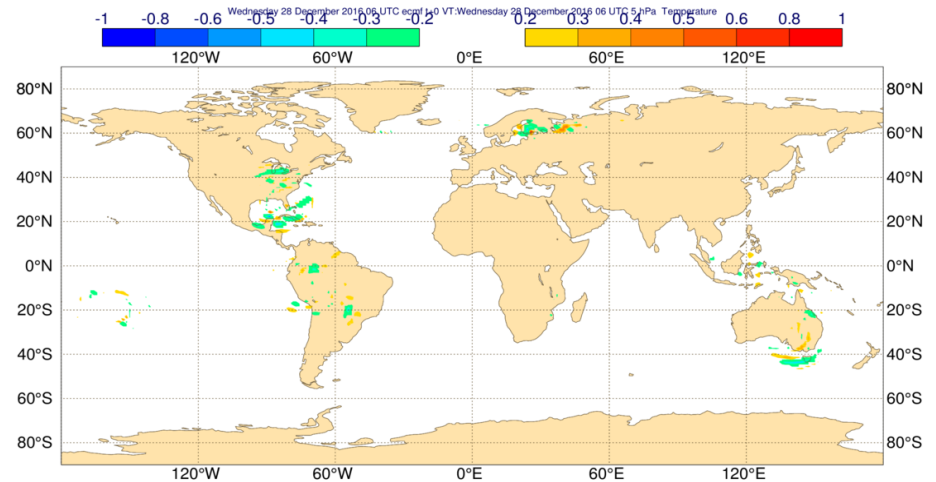 Wednesday 28 December 2016 06 UTC ecmf t+0 VT:Wednesday 28 December 2016 06 UTC 5 hPa Temperature
-1 -0.8 -0.6 -0.5 -0.4 -0.3 -0.2 0.2 0.3 0.4 0.5 0.6 0.8 1
120°W 60°W 0°E 60°E 120°E
80°N 80°N
60°N 60°N
40°N 40°N
20°N 20°N
0°N 0°N
20°S 20°S
40°S 40°S
60°S 60°S
80°S 80°S
120°W 60°W 0°E 60°E 120°E